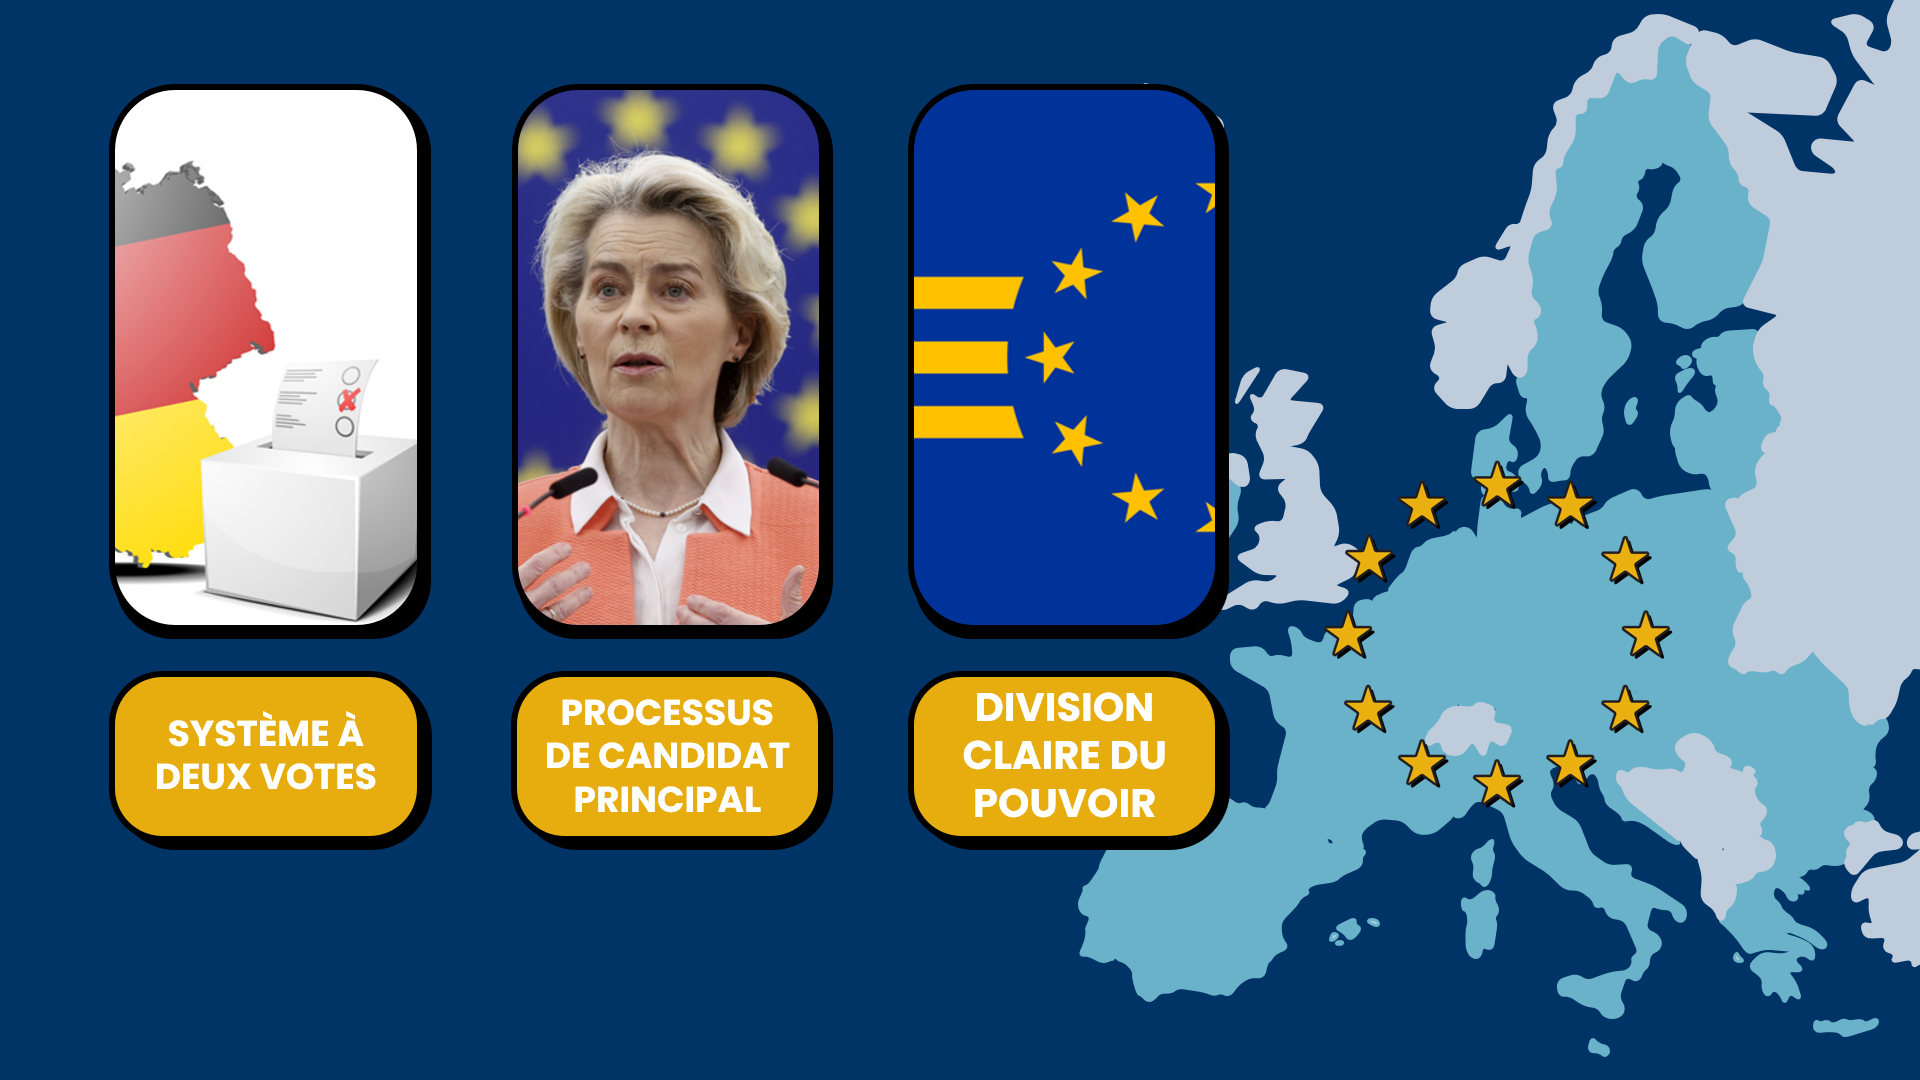 SYSTÈME À
DEUX VOTES
PROCESSUS
DE CANDIDAT
PRINCIPAL
DIVISION
CLAIRE DU
POUVOIR